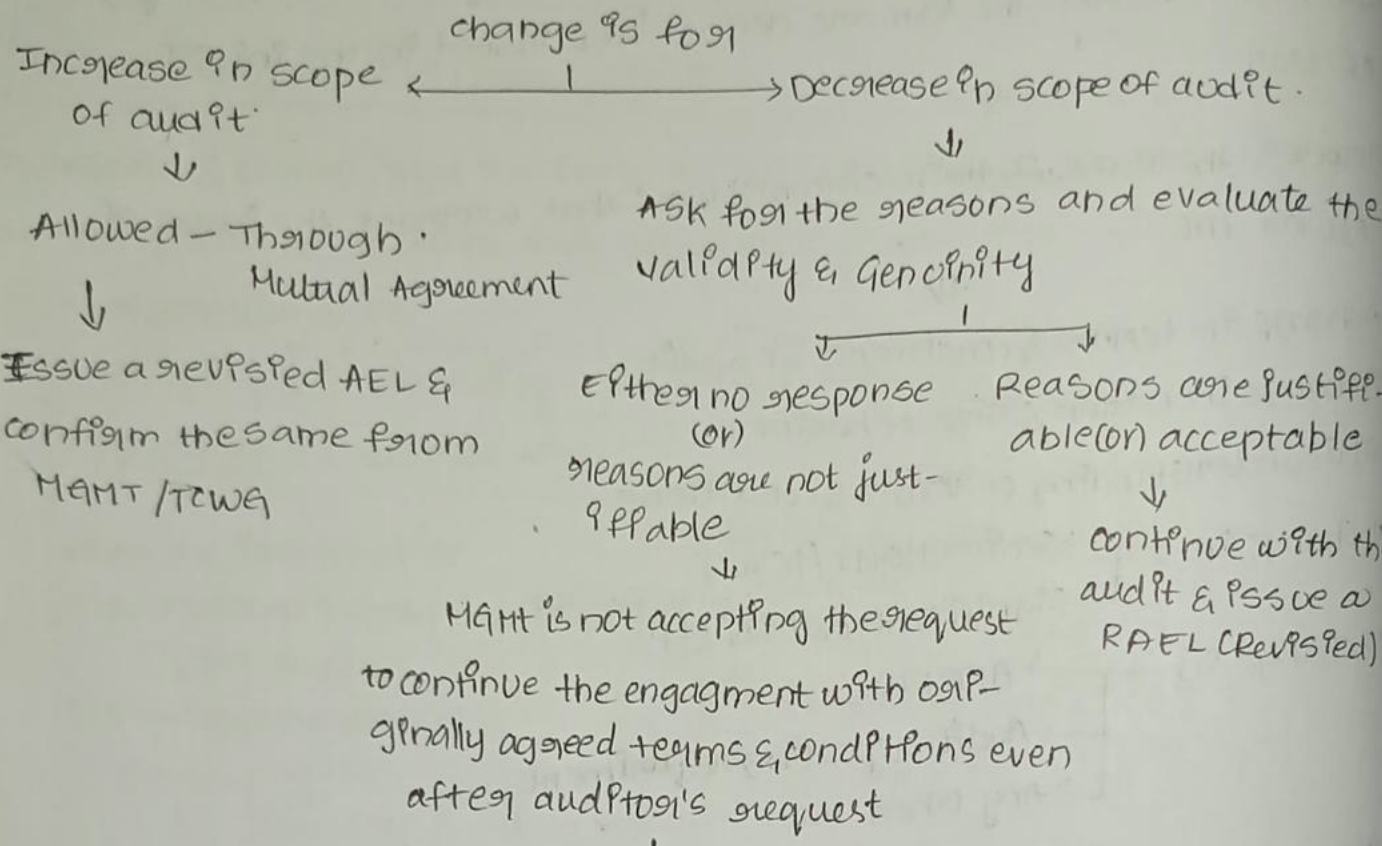 change is for
Increase in scope
of audit.
Decrease in scope of audit.
Allowed - Through.
Mutual Agreement
Ask for the reasons and evaluate the
validity & Genoinity
Issue a revisied AEL &
confirm the same from
MGMT / TCWG
Either no response
(or)
reasons are not just-
ifiable
Reasons are justifi-
able (or) acceptable
MGMT is not accepting the request
to continue the engagment with ori-
ginally agreed terms & conditions even
after auditor's request
continue with th
audit & issue a
RAEL (Revisied)